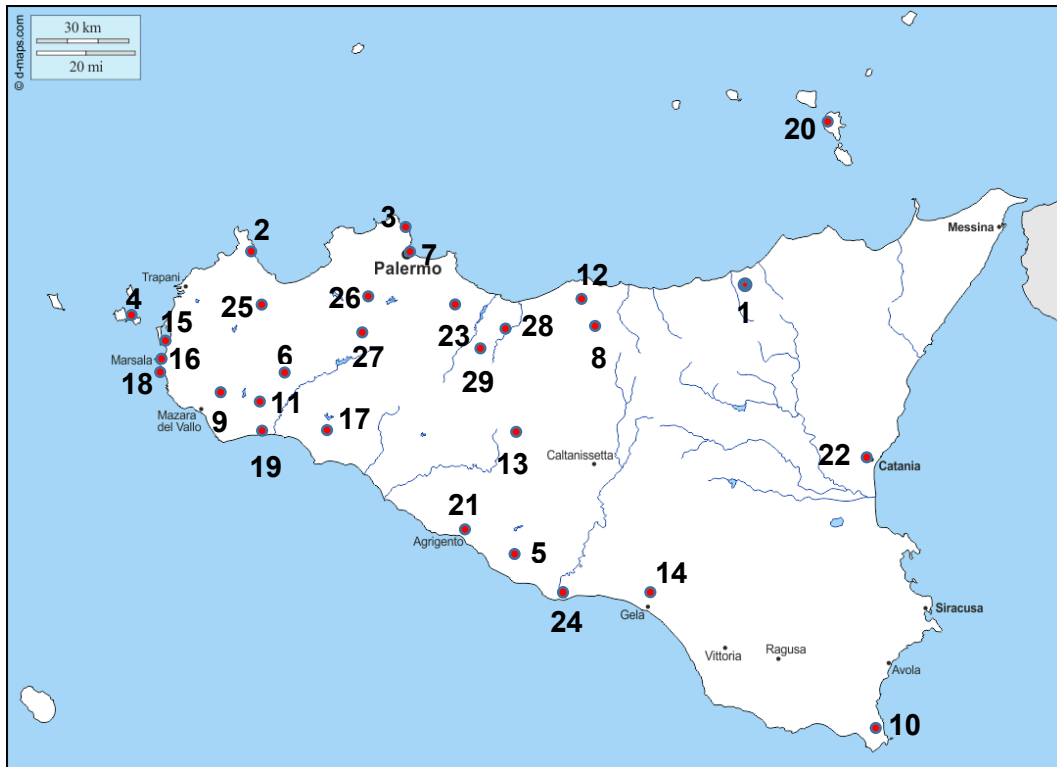 30 km
20 mi
© d-maps.com
20
3
Messina
2
7
Palermo
Trapani
12
4
25
26
1
15
23
28
8
Marsala
16
27
6
29
18
11
17
Mazara
del Vallo
9
19
13
Caltanissetta
22
Catania
21
Agrigento
5
14
24
Gela
Siracusa
Vittoria
Ragusa
Avola
10